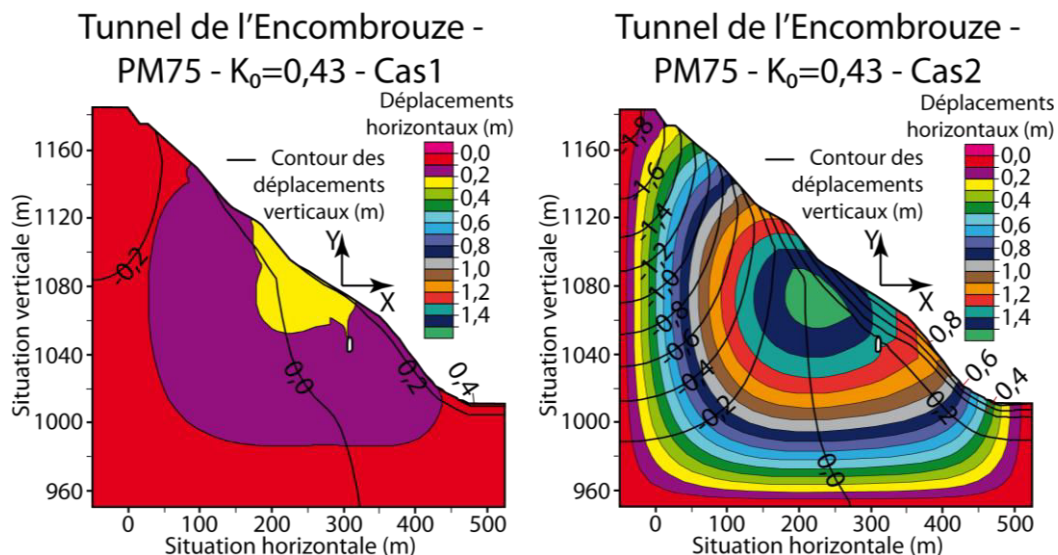 Tunnel de l'Encombrouze -
PM75 - K₀=0,43 - Cas1
Déplacements
horizontaux (m)
0,0
0,2
0,4
0,6
0,8
1,0
1,2
1,4
Contour des
déplacements
verticaux (m)
Y
X
1160
1120
1080
1040
1000
960
Situation verticale (m)
-0,2
0,0
0,2
0,4
0 100 200 300 400 500
Situation horizontale (m)
Tunnel de l'Encombrouze -
PM75 - K₀=0,43 - Cas2
Déplacements
horizontaux (m)
0,0
0,2
0,4
0,6
0,8
1,0
1,2
1,4
Contour des
déplacements
verticaux (m)
Y
X
1160
1120
1080
1040
1000
960
Situation verticale (m)
-1,8
-1,6
-1,4
-1,2
-1,0
-0,8
-0,6
-0,4
-0,2
-0,0
0,2
0,4
0,6
0,8
0 100 200 300 400 500
Situation horizontale (m)